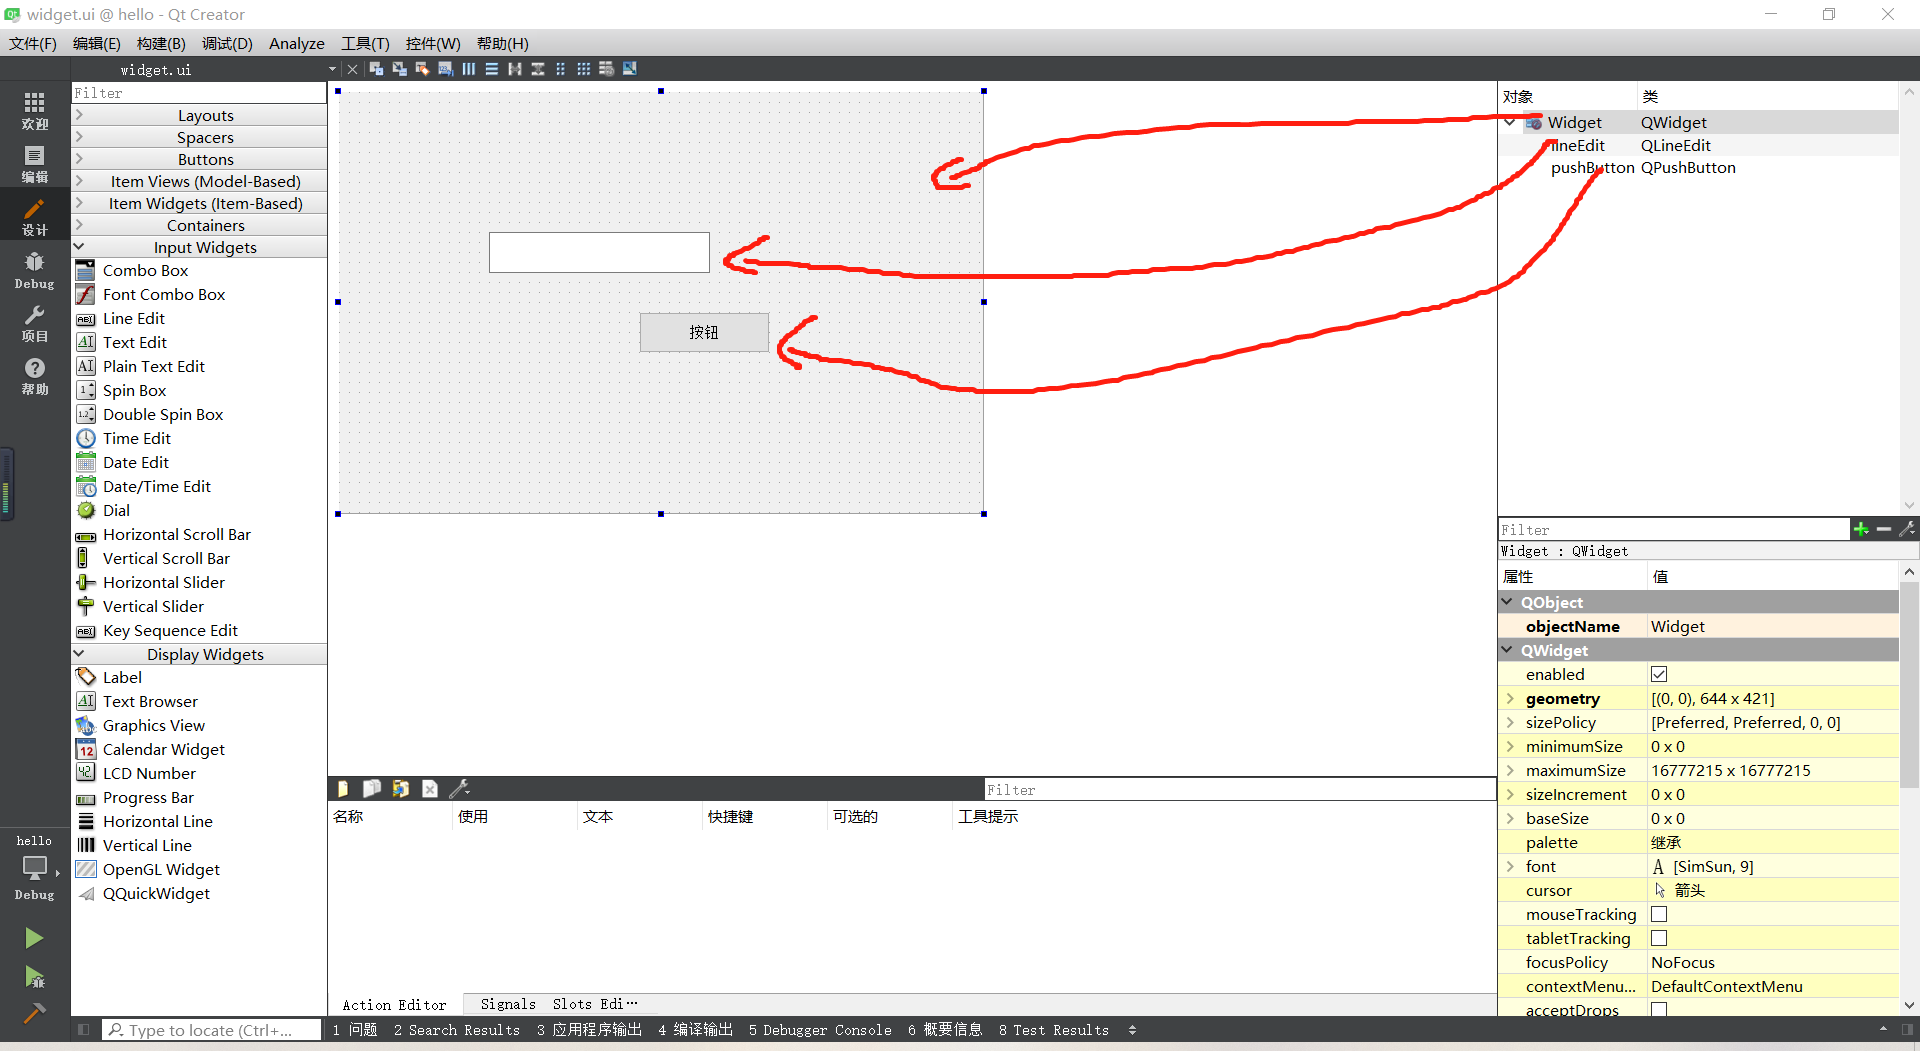 widget.ui @ hello - Qt Creator
文件(F) 编辑(E) 构建(B) 调试(D) Analyze 工具(T) 控件(W) 帮助(H)
widget.ui
欢迎
编辑
设计
Debug
项目
帮助
hello
Debug
Filter
Layouts
Spacers
Buttons
Item Views (Model-Based)
Item Widgets (Item-Based)
Containers
Input Widgets
Combo Box
Font Combo Box
Line Edit
Text Edit
Plain Text Edit
Spin Box
Double Spin Box
Time Edit
Date Edit
Date/Time Edit
Dial
Horizontal Scroll Bar
Vertical Scroll Bar
Horizontal Slider
Vertical Slider
Key Sequence Edit
Display Widgets
Label
Text Browser
Graphics View
Calendar Widget
LCD Number
Progress Bar
Horizontal Line
Vertical Line
OpenGL Widget
QQuickWidget
按钮
Filter
名称 使用 文本 快捷键 可选的 工具提示
Action Editor Signals Slots Edi…
对象 类
Widget QWidget
lineEdit QLineEdit
pushButton QPushButton
Filter
Widget : QWidget
属性 值
QObject
objectName Widget
QWidget
enabled
geometry [(0, 0), 644 x 421]
sizePolicy [Preferred, Preferred, 0, 0]
minimumSize 0 x 0
maximumSize 16777215 x 16777215
sizeIncrement 0 x 0
baseSize 0 x 0
palette 继承
font A [SimSun, 9]
cursor 箭头
mouseTracking
tabletTracking
focusPolicy NoFocus
contextMenu... DefaultContextMenu
acceptDrops
Type to locate (Ctrl+... 1 问题 2 Search Results 3 应用程序输出 4 编译输出 5 Debugger Console 6 概要信息 8 Test Results